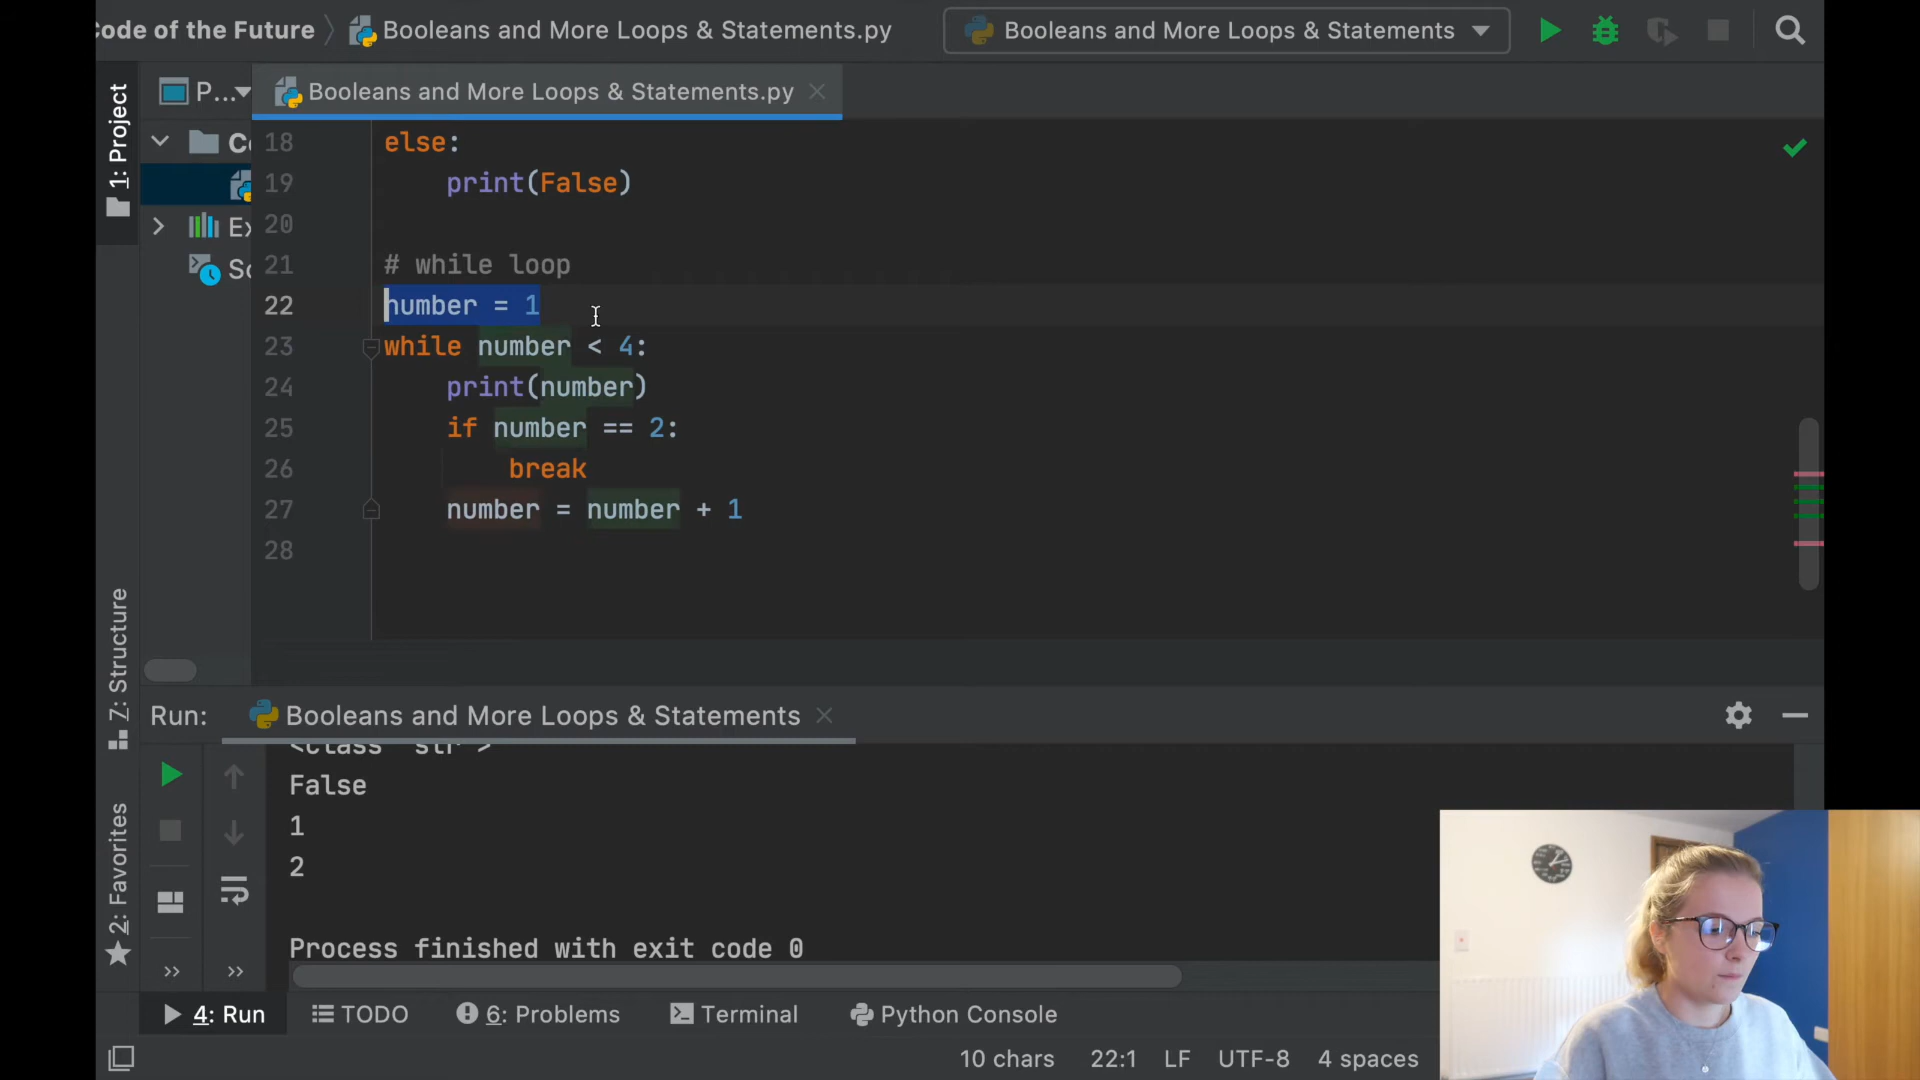 Code of the Future
Booleans and More Loops & Statements.py
Booleans and More Loops & Statements
1: Project
P...
Booleans and More Loops & Statements.py
18 else:
19 print(False)
20
21 # while loop
22 number = 1
23 while number < 4:
24 print(number)
25 if number == 2:
26 break
27 number = number + 1
28
Z: Structure
2: Favorites
Run: Booleans and More Loops & Statements
<class 'str'>
False
1
2
Process finished with exit code 0
4: Run
TODO
6: Problems
Terminal
Python Console
10 chars 22:1 LF UTF-8 4 spaces